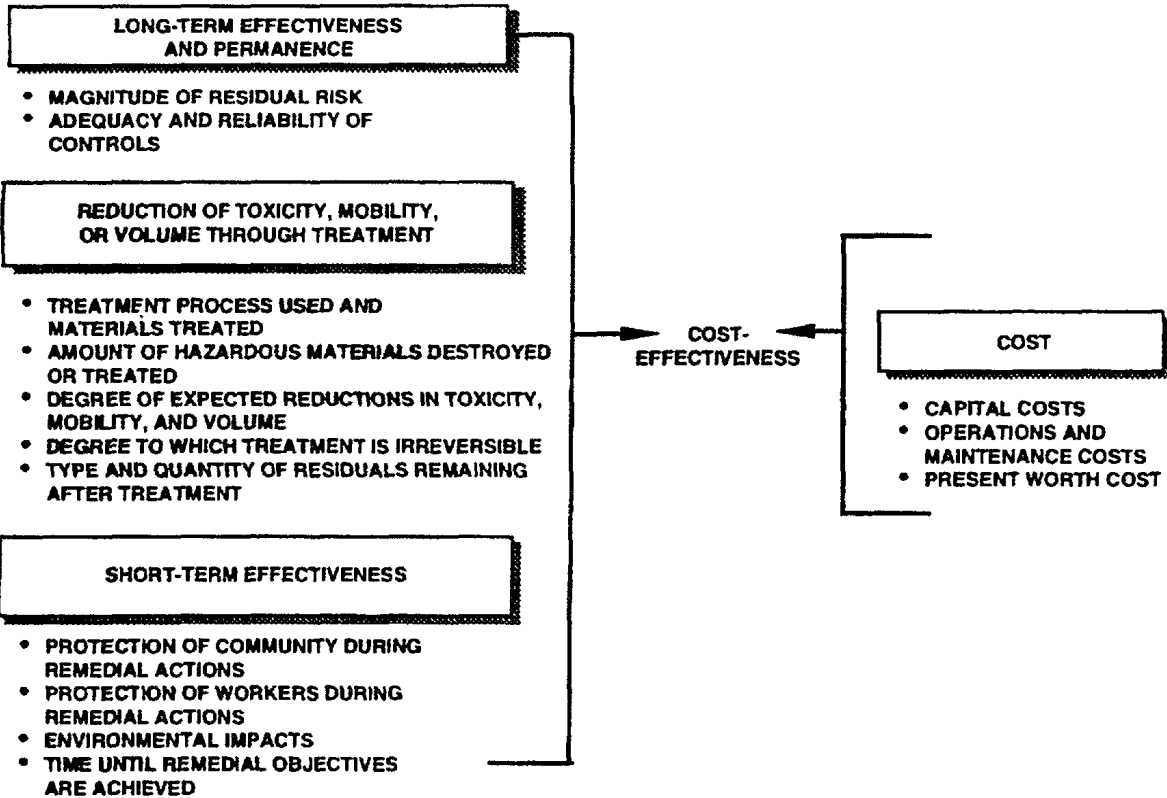 LONG-TERM EFFECTIVENESS
AND PERMANENCE
• MAGNITUDE OF RESIDUAL RISK
• ADEQUACY AND RELIABILITY OF
CONTROLS
REDUCTION OF TOXICITY, MOBILITY,
OR VOLUME THROUGH TREATMENT
• TREATMENT PROCESS USED AND
MATERIALS TREATED
• AMOUNT OF HAZARDOUS MATERIALS DESTROYED
OR TREATED
• DEGREE OF EXPECTED REDUCTIONS IN TOXICITY,
MOBILITY, AND VOLUME
• DEGREE TO WHICH TREATMENT IS IRREVERSIBLE
• TYPE AND QUANTITY OF RESIDUALS REMAINING
AFTER TREATMENT
SHORT-TERM EFFECTIVENESS
• PROTECTION OF COMMUNITY DURING
REMEDIAL ACTIONS
• PROTECTION OF WORKERS DURING
REMEDIAL ACTIONS
• ENVIRONMENTAL IMPACTS
• TIME UNTIL REMEDIAL OBJECTIVES
ARE ACHIEVED
COST-
EFFECTIVENESS
COST
• CAPITAL COSTS
• OPERATIONS AND
MAINTENANCE COSTS
• PRESENT WORTH COST